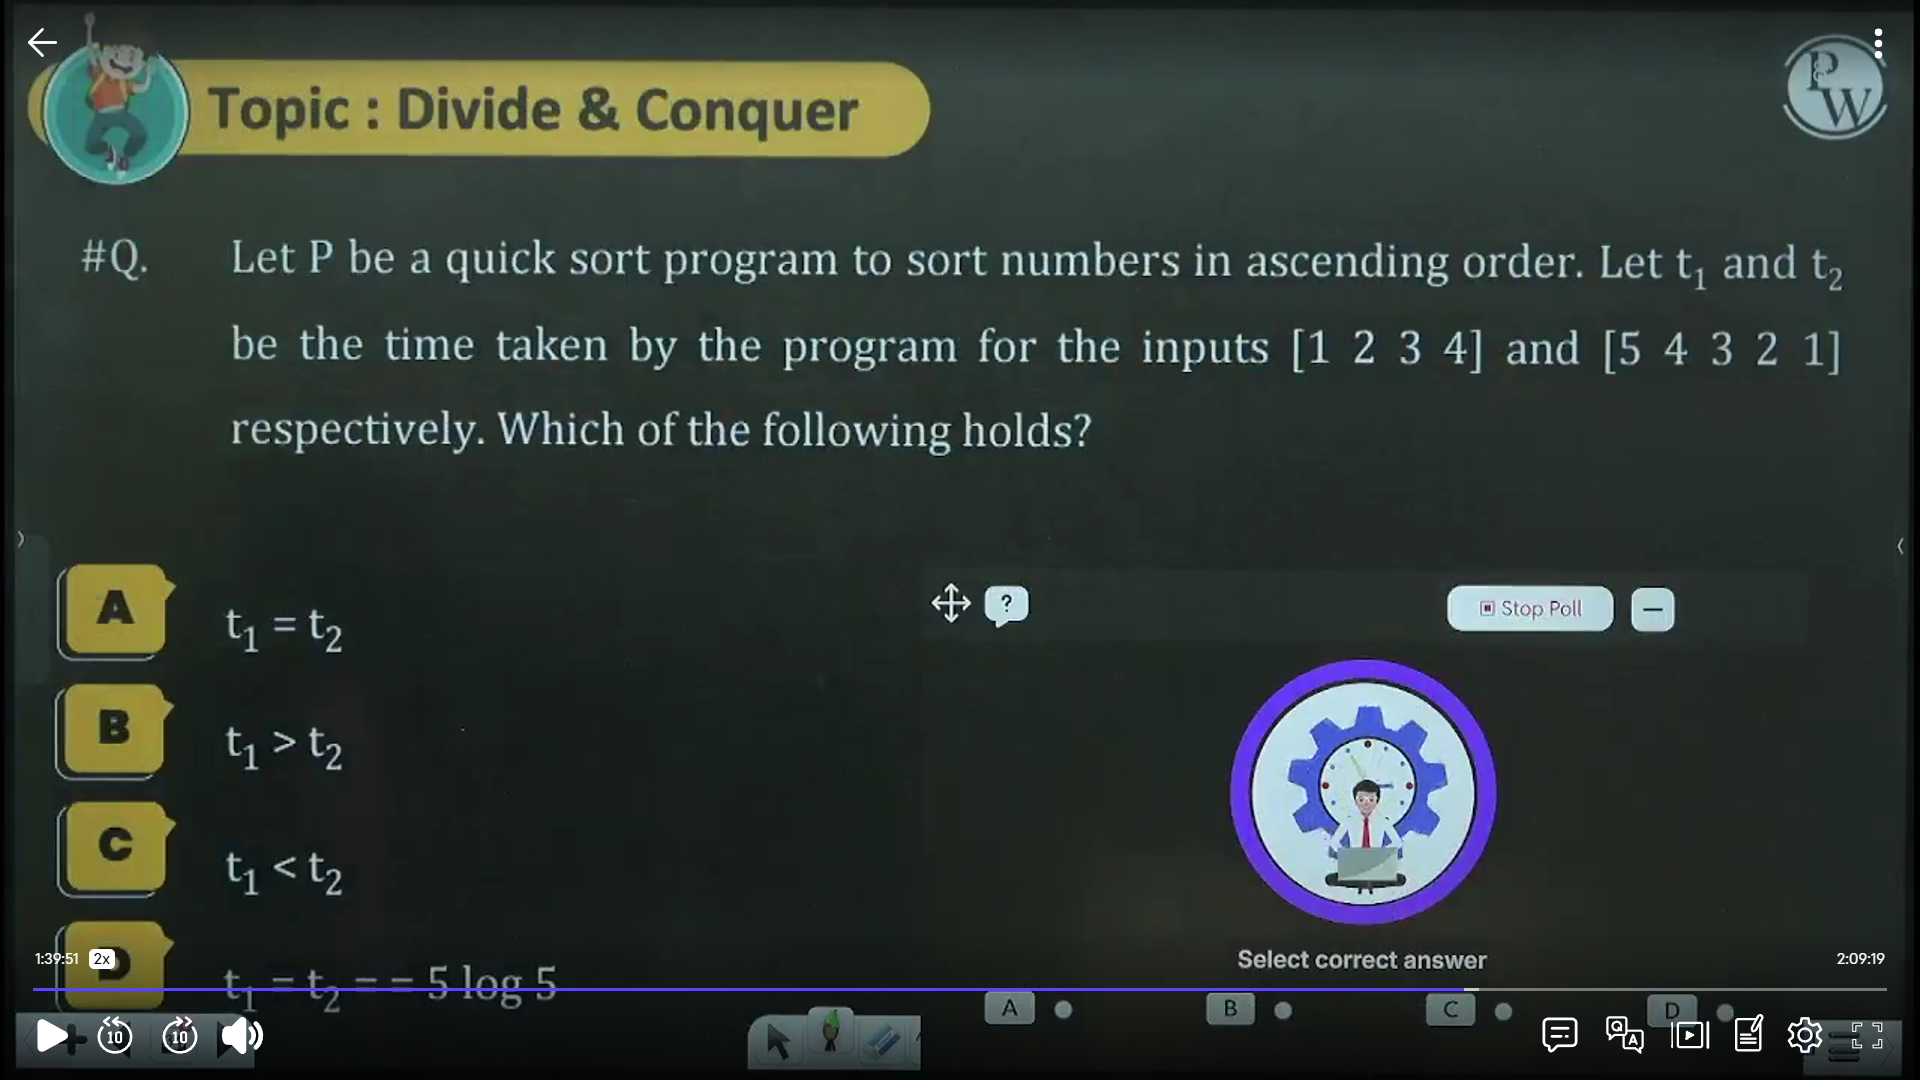 Topic : Divide & Conquer
PW
#Q. Let P be a quick sort program to sort numbers in ascending order. Let t₁ and t₂
be the time taken by the program for the inputs [1 2 3 4] and [5 4 3 2 1]
respectively. Which of the following holds?
? Stop Poll
A t₁ = t₂
B t₁ > t₂
C t₁ < t₂
D t₁ = t₂ = = 5 log 5
Select correct answer
1:39:51 2x 2:09:19
A B C D
10 10